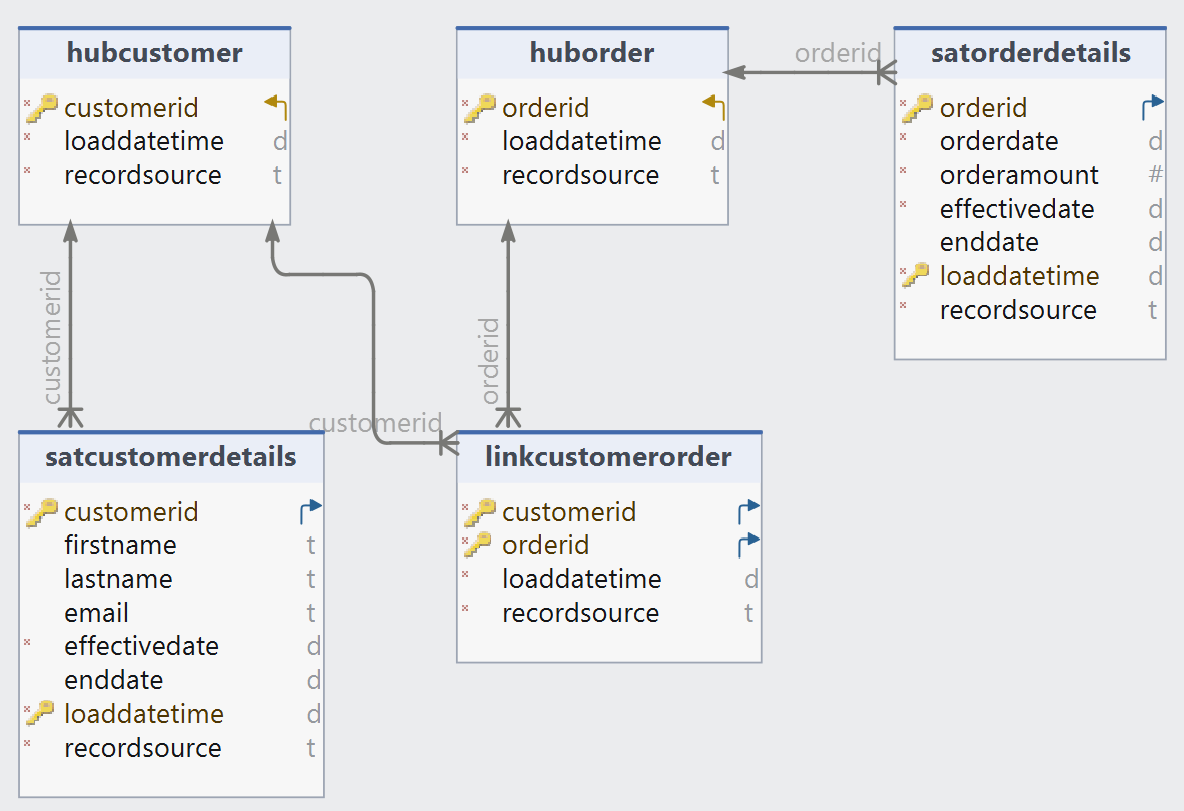 hubcustomer
customerid
loaddatetime d
recordsource t
huborder
orderid
loaddatetime d
recordsource t
orderid
satorderdetails
orderid
orderdate d
orderamount #
effectivedate d
enddate d
loaddatetime d
recordsource t
customerid
orderid
customerid
satcustomerdetails
customerid
firstname t
lastname t
email t
effectivedate d
enddate d
loaddatetime d
recordsource t
linkcustomerorder
customerid
orderid
loaddatetime d
recordsource t